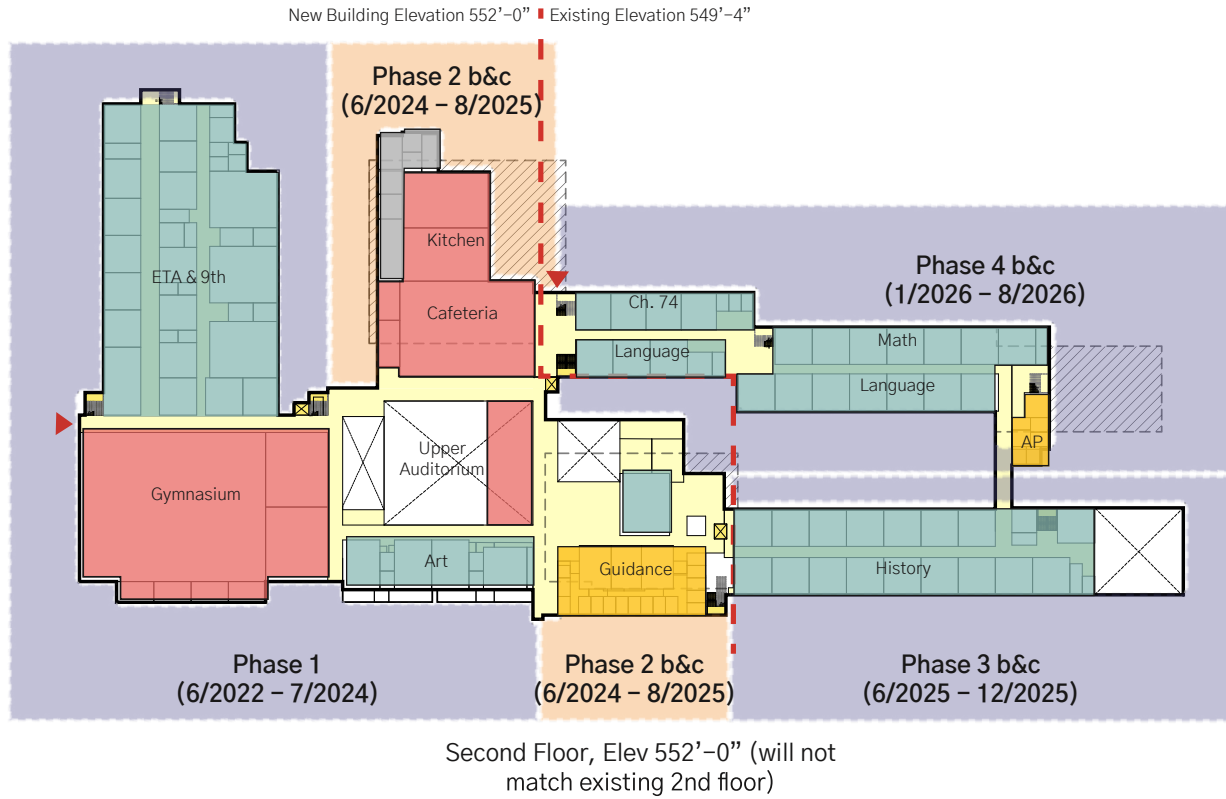 New Building Elevation 552’-0” Existing Elevation 549’-4”
Phase 2 b&c
(6/2024 – 8/2025)
Kitchen
ETA & 9th
Cafeteria
Phase 4 b&c
(1/2026 – 8/2026)
Ch. 74
Language
Math
Language
AP
Upper
Auditorium
Gymnasium
Art
Guidance
History
Phase 1
(6/2022 – 7/2024)
Phase 2 b&c
(6/2024 – 8/2025)
Phase 3 b&c
(6/2025 – 12/2025)
Second Floor, Elev 552’-0” (will not
match existing 2nd floor)